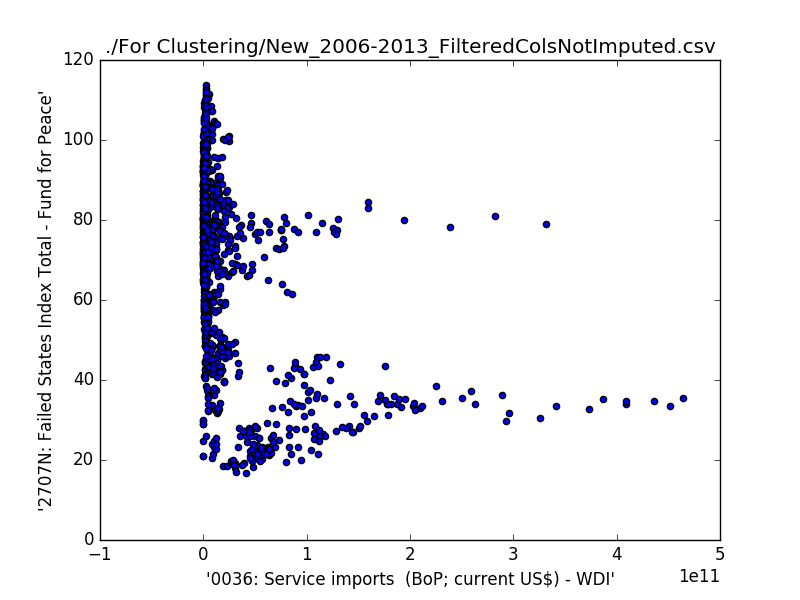 ./For Clustering/New_2006-2013_FilteredColsNotImputed.csv
120
100
80
60
40
20
0
'2707N: Failed States Index Total - Fund for Peace'
−1 0 1 2 3 4 5
1e11
'0036: Service imports  (BoP; current US$) - WDI'